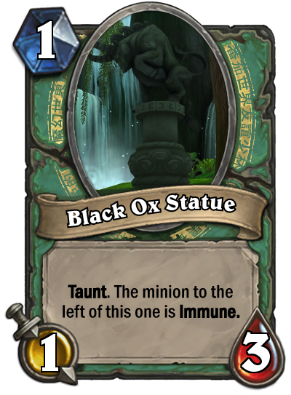 1
Black Ox Statue
Taunt. The minion to the
left of this one is Immune.
1
3